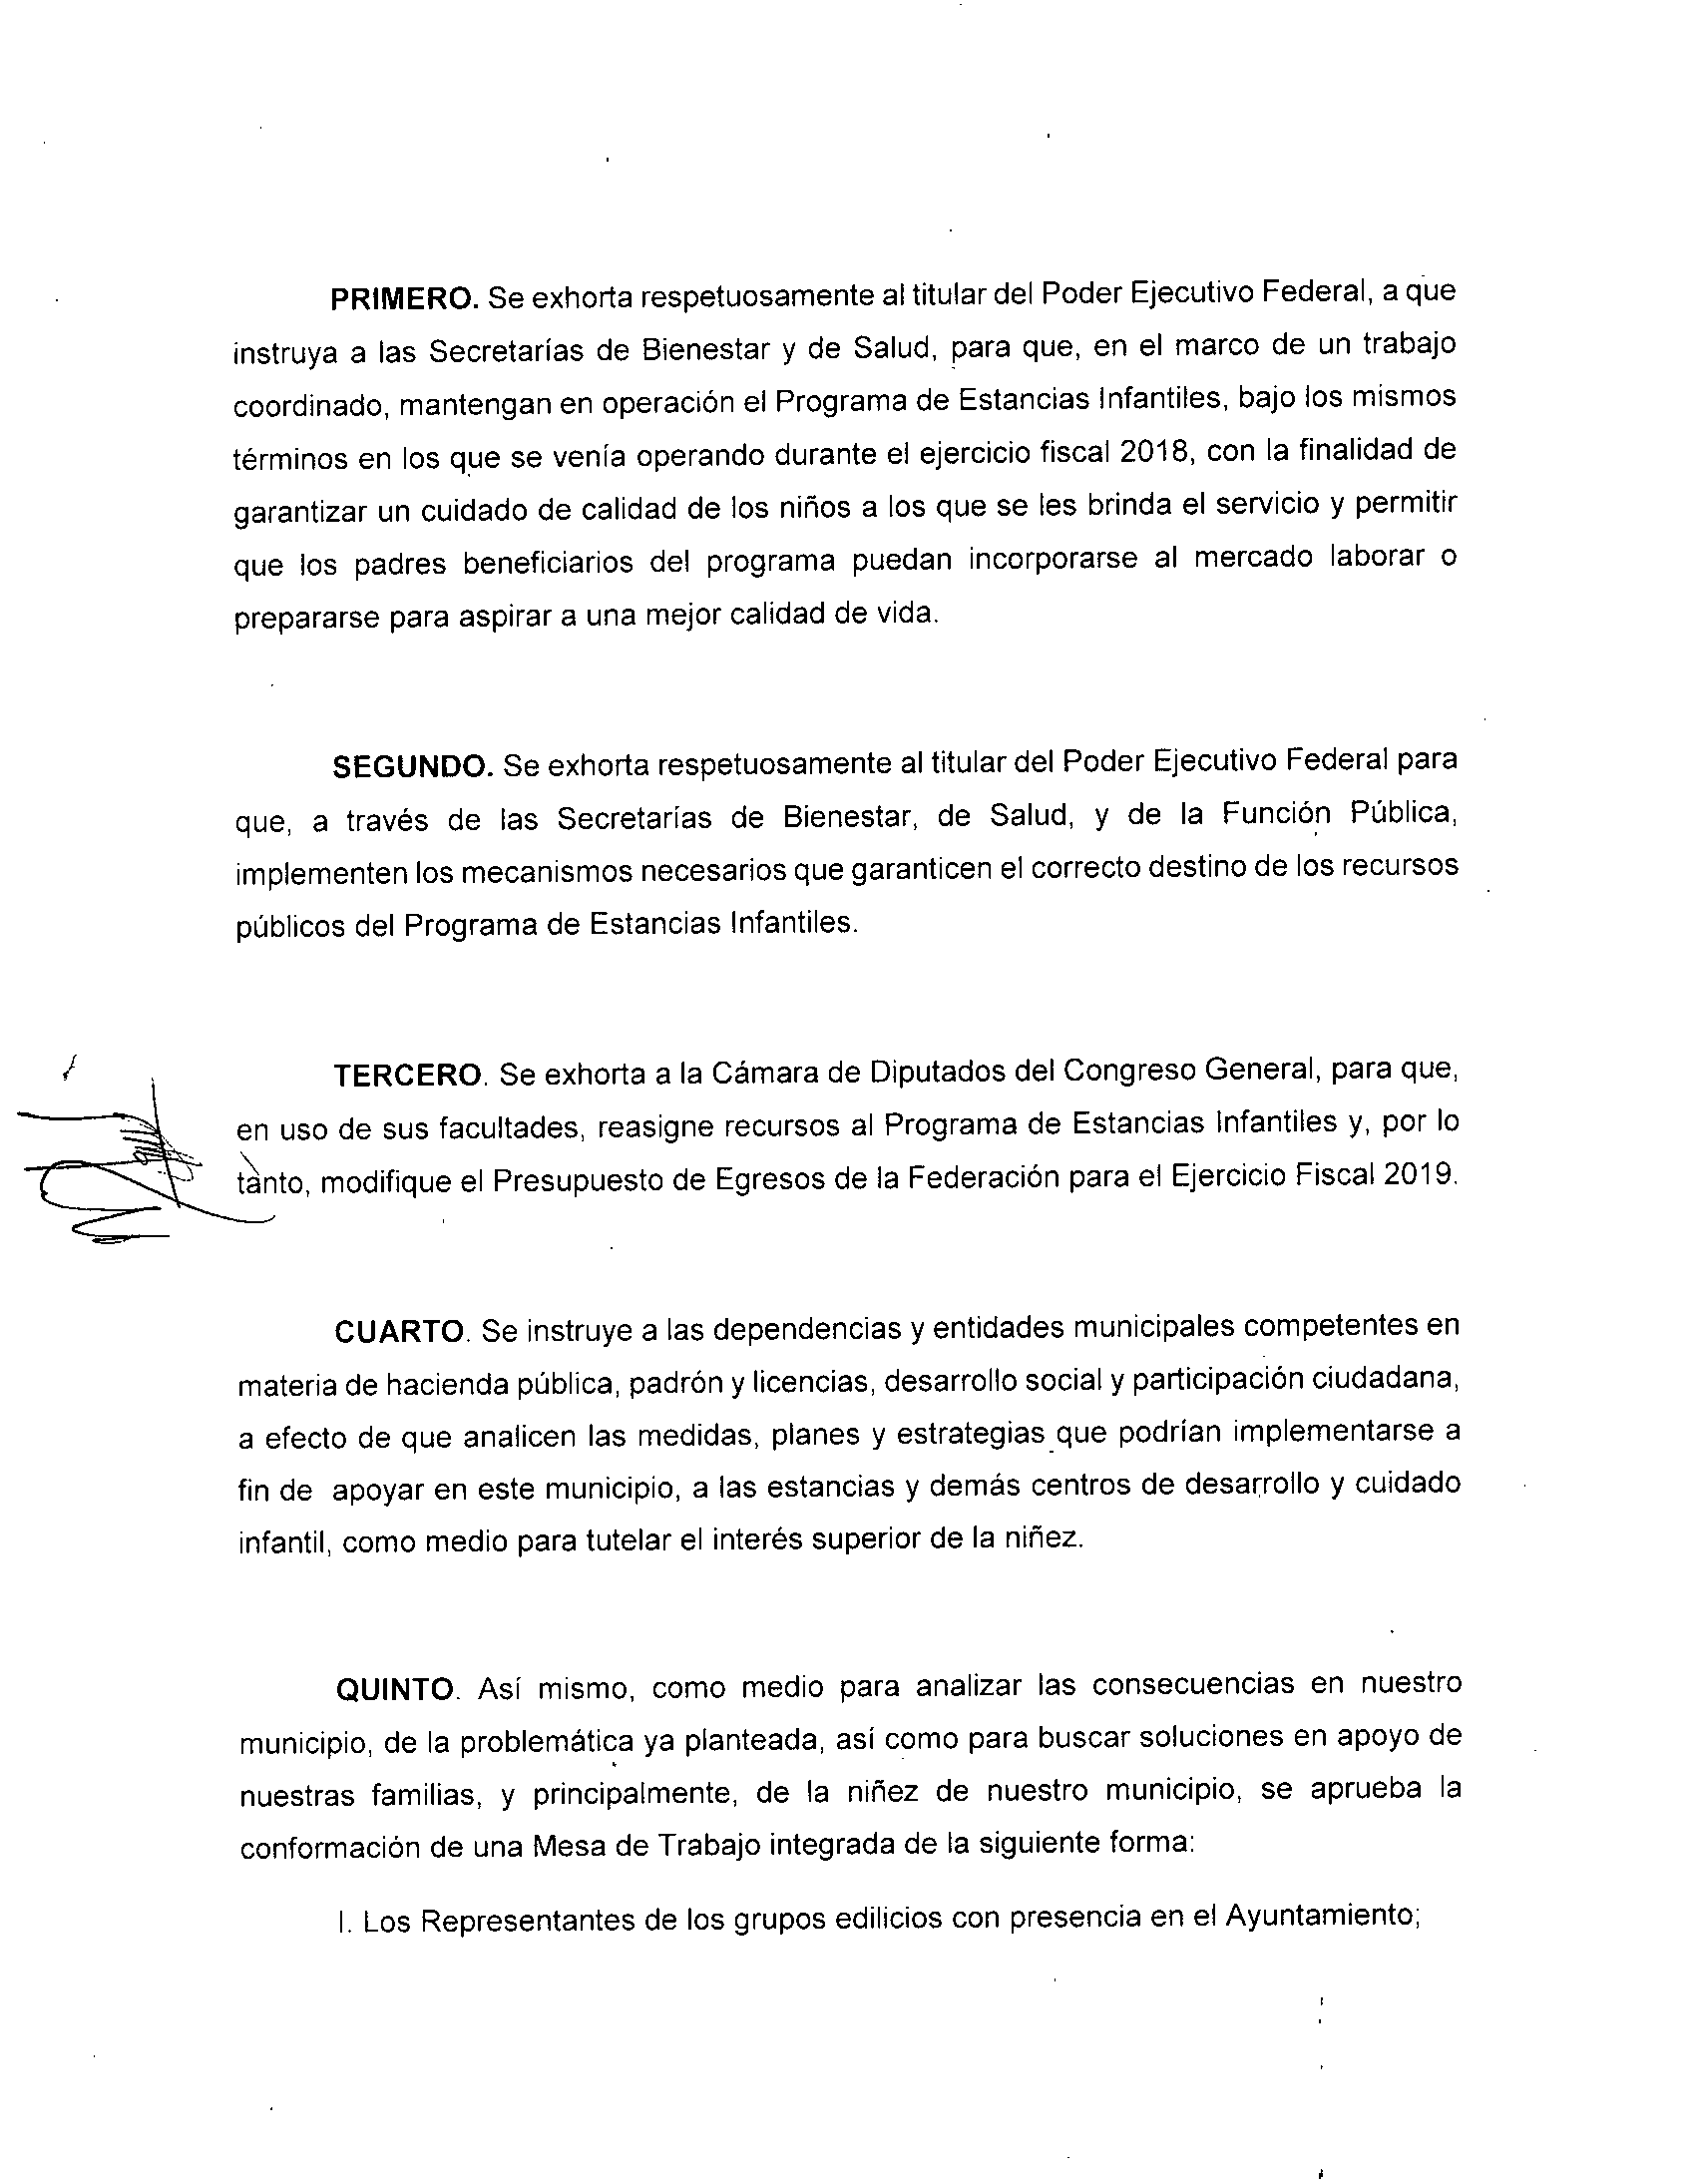 PRIMERO. Se exhorta respetuosamente al titular del Poder Ejecutivo Federal, a que
instruya a las Secretarías de Bienestar y de Salud, para que, en el marco de un trabajo
coordinado, mantengan en operación el Programa de Estancias Infantiles, bajo los mismos
términos en los que se venía operando durante el ejercicio fiscal 2018, con la finalidad de
garantizar un cuidado de calidad de los niños a los que se les brinda el servicio y permitir
que los padres beneficiarios del programa puedan incorporarse al mercado laborar o
prepararse para aspirar a una mejor calidad de vida.
SEGUNDO. Se exhorta respetuosamente al titular del Poder Ejecutivo Federal para
que, a través de las Secretarías de Bienestar, de Salud, y de la Función Pública,
implementen los mecanismos necesarios que garanticen el correcto destino de los recursos
públicos del Programa de Estancias Infantiles.
TERCERO. Se exhorta a la Cámara de Diputados del Congreso General, para que,
en uso de sus facultades, reasigne recursos al Programa de Estancias Infantiles y, por lo
tanto, modifique el Presupuesto de Egresos de la Federación para el Ejercicio Fiscal 2019.
CUARTO. Se instruye a las dependencias y entidades municipales competentes en
materia de hacienda pública, padrón y licencias, desarrollo social y participación ciudadana,
a efecto de que analicen las medidas, planes y estrategias que podrían implementarse a
fin de apoyar en este municipio, a las estancias y demás centros de desarrollo y cuidado
infantil, como medio para tutelar el interés superior de la niñez.
QUINTO. Así mismo, como medio para analizar las consecuencias en nuestro
municipio, de la problemática ya planteada, así como para buscar soluciones en apoyo de
nuestras familias, y principalmente, de la niñez de nuestro municipio, se aprueba la
conformación de una Mesa de Trabajo integrada de la siguiente forma:
I. Los Representantes de los grupos edilicios con presencia en el Ayuntamiento;